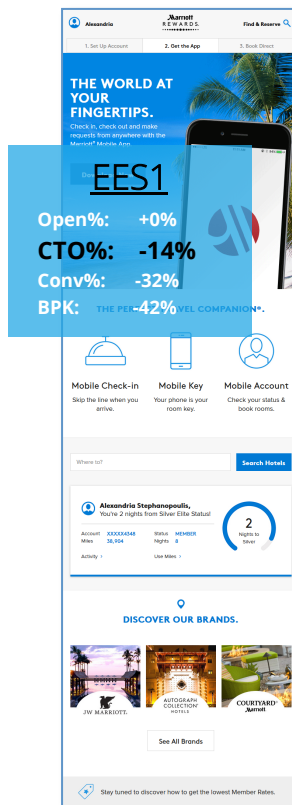 Alexandria
Marriott
REWARDS.
Find & Reserve
1. Set Up Account
2. Get the App
3. Book Direct
THE WORLD AT
YOUR
FINGERTIPS.
Check in, check out and make
requests from anywhere with the
Marriott® Mobile App
EES1
Open%: +0%
CTO%: -14%
Conv%: -32%
BPK: -42%
THE COMPANION*.
Mobile Check-in
Skip the line when you
arrive.
Mobile Key
Your phone is your
room key.
Mobile Account
Check your status &
book rooms.
Where to?
Search Hotels
Alexandria Stephanopoulis,
You're 2 nights from Silver Elite Status!
Account XXXXX4348 Status MEMBER
Miles 38,904 Nights 8
Activity › Use Miles ›
2
Nights to
Silver
DISCOVER OUR BRANDS.
JW MARRIOTT.
AUTOGRAPH
COLLECTION®
HOTELS
COURTYARD®
Marriott
See All Brands
Stay tuned to discover how to get the lowest Member Rates.